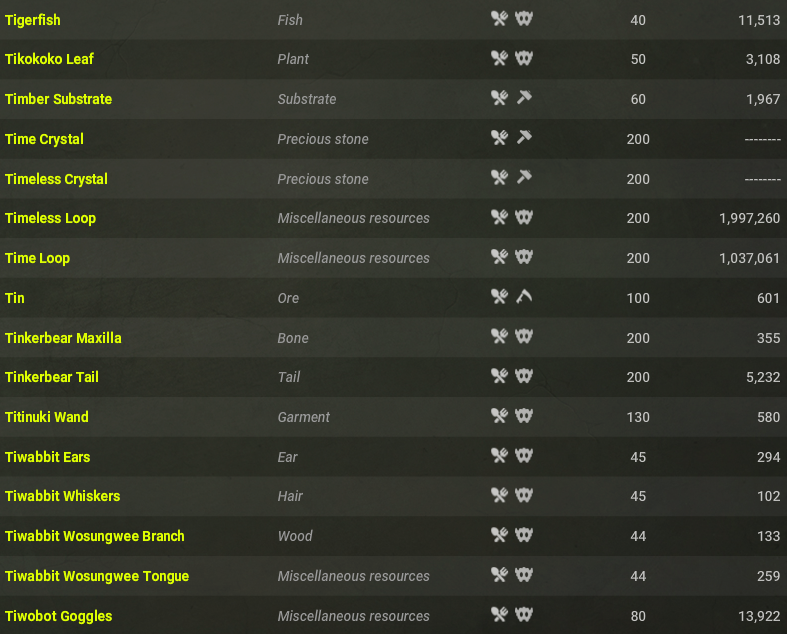 Tigerfish Fish 40 11,513
Tikokoko Leaf Plant 50 3,108
Timber Substrate Substrate 60 1,967
Time Crystal Precious stone 200 --------
Timeless Crystal Precious stone 200 --------
Timeless Loop Miscellaneous resources 200 1,997,260
Time Loop Miscellaneous resources 200 1,037,061
Tin Ore 100 601
Tinkerbear Maxilla Bone 200 355
Tinkerbear Tail Tail 200 5,232
Titinuki Wand Garment 130 580
Tiwabbit Ears Ear 45 294
Tiwabbit Whiskers Hair 45 102
Tiwabbit Wosungwee Branch Wood 44 133
Tiwabbit Wosungwee Tongue Miscellaneous resources 44 259
Tiwobot Goggles Miscellaneous resources 80 13,922